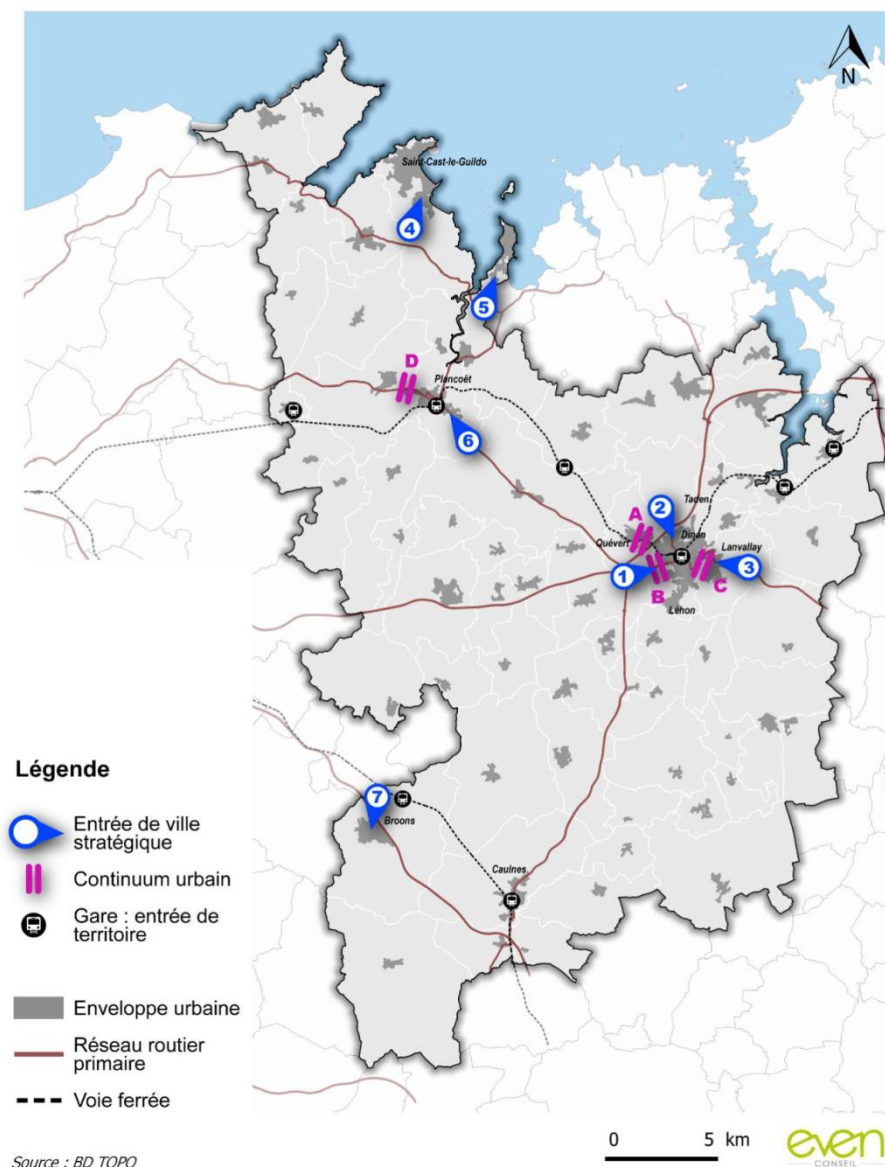 N
Saint-Cast-le-Guildo
4
5
D
Plancoët
6
2
Taden
A
Dinan
Quévert
Lanvallay
1
3
B
C
Léhon
7
Broons
Caulnes
Légende
Entrée de ville
stratégique
Continuum urbain
Gare : entrée de
territoire
Enveloppe urbaine
Réseau routier
primaire
Voie ferrée
0 5 km
even
CONSEIL
Source : BD TOPO